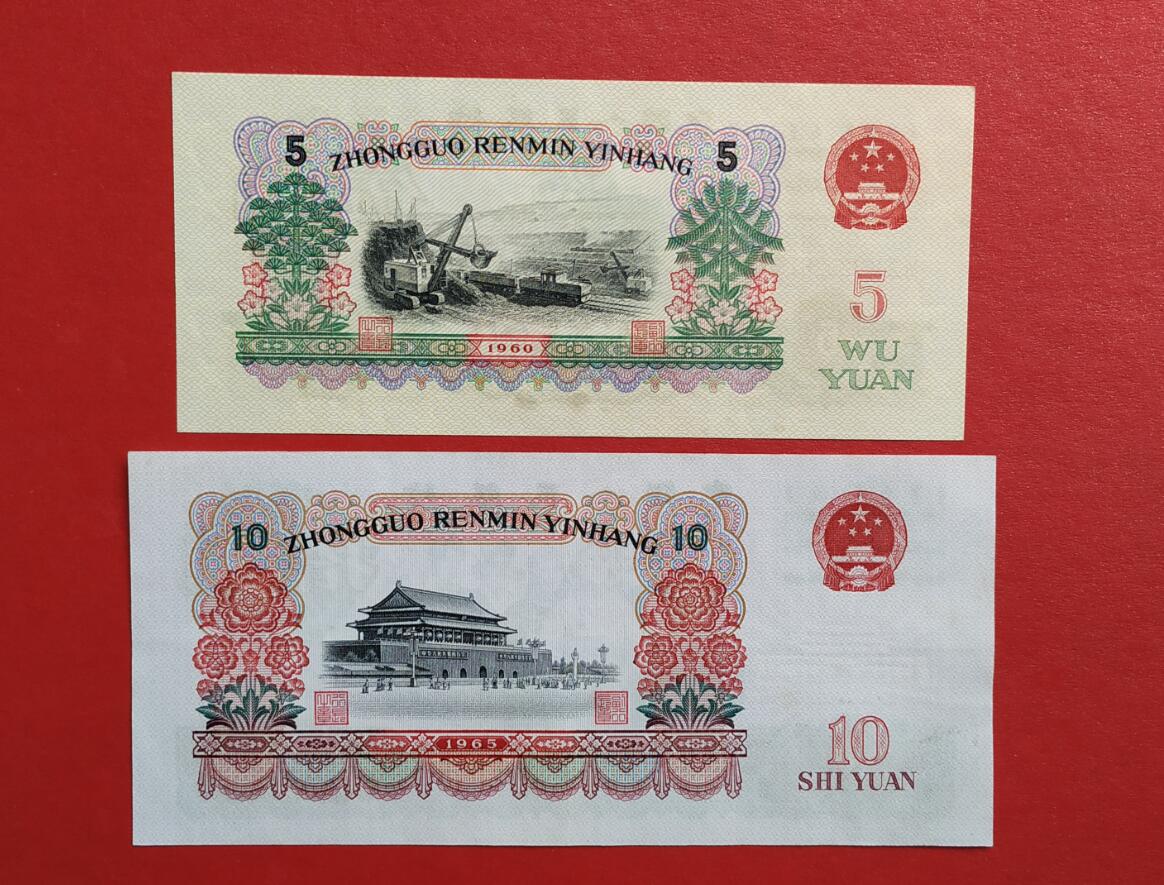 5 ZHONGGUO RENMIN YINHANG 5
1960
5
WU
YUAN
10 ZHONGGUO RENMIN YINHANG 10
1965
10
SHI YUAN